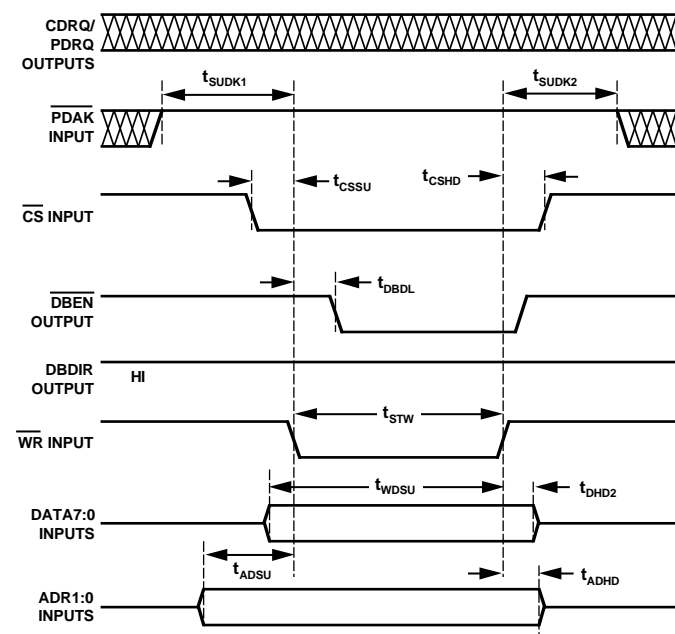 CDRQ/
PDRQ
OUTPUTS
tSUDK1
tSUDK2
PDAK
INPUT
tCSSU
tCSHD
CS INPUT
tDBDL
DBEN
OUTPUT
DBDIR
OUTPUT
HI
tSTW
WR INPUT
tWDSU
tDHD2
DATA7:0
INPUTS
tADSU
tADHD
ADR1:0
INPUTS